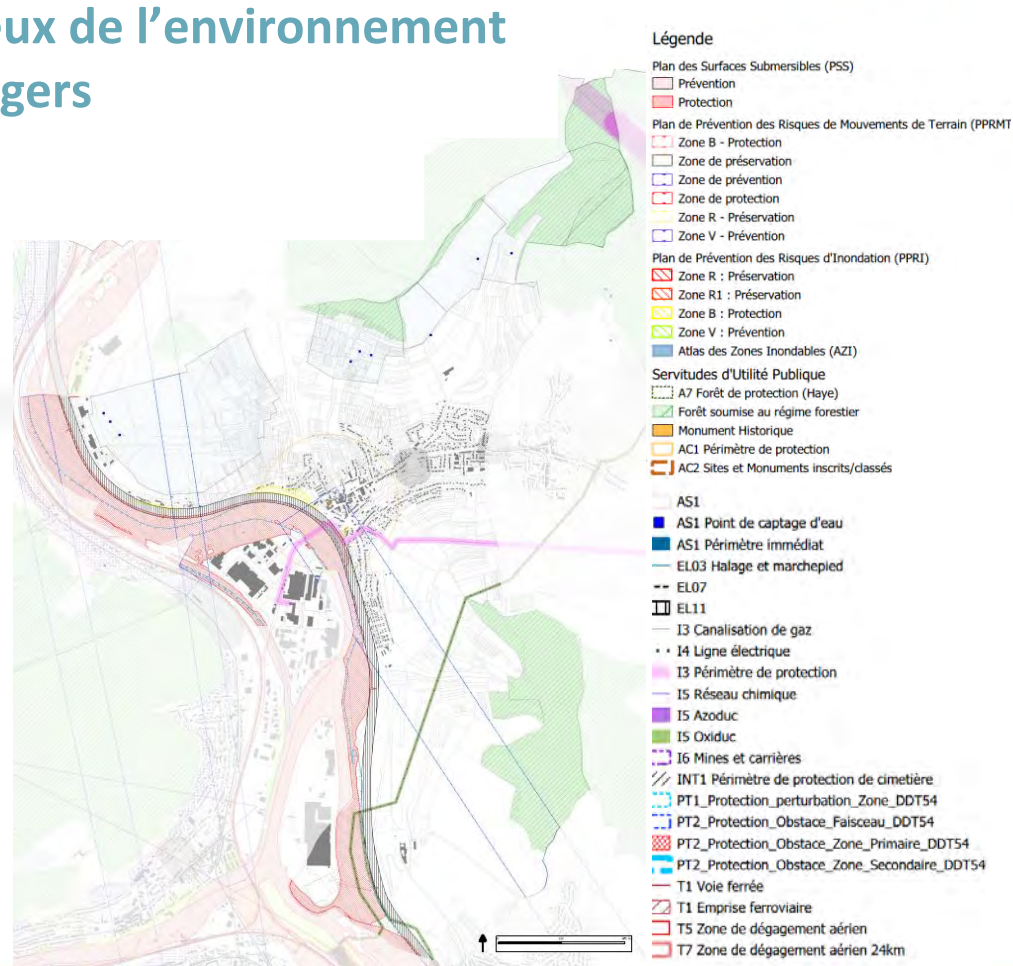 eux de l’environnement
gers
Légende
Plan des Surfaces Submersibles (PSS)
Prévention
Protection
Plan de Prévention des Risques de Mouvements de Terrain (PPRMT
Zone B - Protection
Zone de préservation
Zone de prévention
Zone de protection
Zone R - Préservation
Zone V - Prévention
Plan de Prévention des Risques d'Inondation (PPRI)
Zone R : Préservation
Zone R1 : Préservation
Zone B : Protection
Zone V : Prévention
Atlas des Zones Inondables (AZI)
Servitudes d'Utilité Publique
A7 Forêt de protection (Haye)
Forêt soumise au régime forestier
Monument Historique
AC1 Périmètre de protection
AC2 Sites et Monuments inscrits/classés
AS1
AS1 Point de captage d'eau
AS1 Périmètre immédiat
EL03 Halage et marchepied
EL07
EL11
I3 Canalisation de gaz
I4 Ligne électrique
I3 Périmètre de protection
I5 Réseau chimique
I5 Azoduc
I5 Oxiduc
I6 Mines et carrières
INT1 Périmètre de protection de cimetière
PT1_Protection_perturbation_Zone_DDT54
PT2_Protection_Obstace_Faisceau_DDT54
PT2_Protection_Obstace_Zone_Primaire_DDT54
PT2_Protection_Obstace_Zone_Secondaire_DDT54
T1 Voie ferrée
T1 Emprise ferroviaire
T5 Zone de dégagement aérien
T7 Zone de dégagement aérien 24km